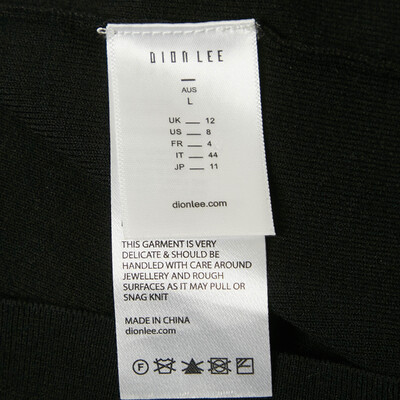 DION LEE
AUS
L
UK — 12
US — 8
FR — 4
IT — 44
JP — 11
dionlee.com
THIS GARMENT IS VERY
DELICATE & SHOULD BE
HANDLED WITH CARE AROUND
JEWELLERY AND ROUGH
SURFACES AS IT MAY PULL OR
SNAG KNIT
MADE IN CHINA
dionlee.com
F